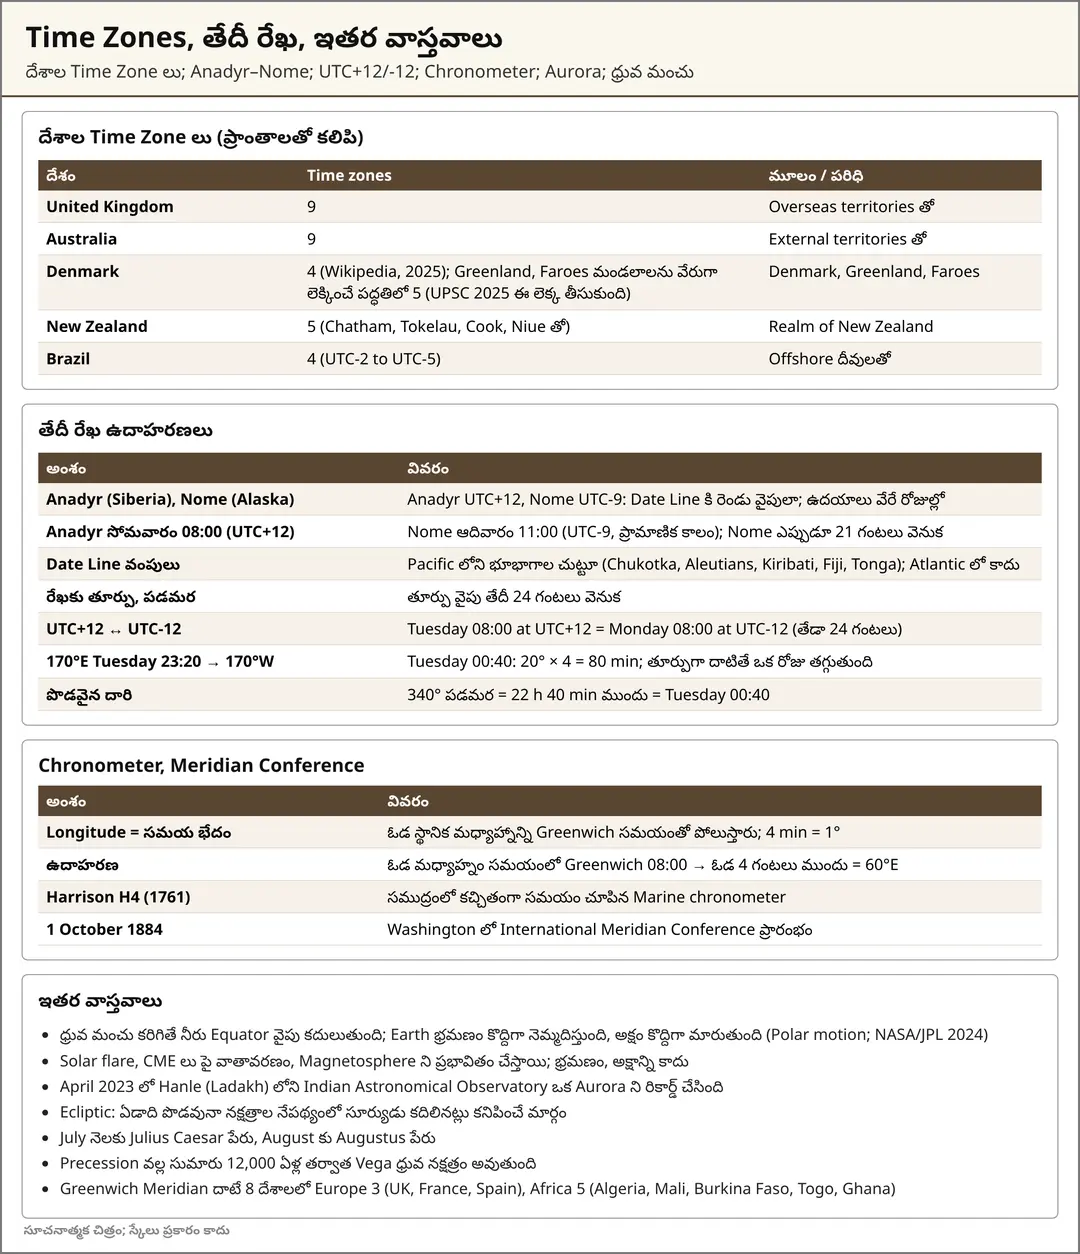 Time Zones, తేదీ రేఖ, ఇతర వాస్తవాలు
దేశాల Time Zone లు; Anadyr–Nome; UTC+12/-12; Chronometer; Aurora; ధ్రువ మంచు
దేశాల Time Zone లు (ప్రాంతాలతో కలిపి)
దేశం Time zones మూలం / పరిధి
United Kingdom 9 Overseas territories తో
Australia 9 External territories తో
Denmark 4 (Wikipedia, 2025); Greenland, Faroes మండలాలను వేరుగా Denmark, Greenland, Faroes
లెక్కించే పద్ధతిలో 5 (UPSC 2025 ఈ లెక్క తీసుకుంది)
New Zealand 5 (Chatham, Tokelau, Cook, Niue తో) Realm of New Zealand
Brazil 4 (UTC-2 to UTC-5) Offshore దీవులతో
తేదీ రేఖ ఉదాహరణలు
అంశం వివరం
Anadyr (Siberia), Nome (Alaska) Anadyr UTC+12, Nome UTC-9: Date Line కి రెండు వైపులా; ఉదయాలు వేరే రోజుల్లో
Anadyr సోమవారం 08:00 (UTC+12) Nome ఆదివారం 11:00 (UTC-9, ప్రామాణిక కాలం); Nome ఎప్పుడూ 21 గంటలు వెనుక
Date Line వంపులు Pacific లోని భూభాగాల చుట్టూ (Chukotka, Aleutians, Kiribati, Fiji, Tonga); Atlantic లో కాదు
రేఖకు తూర్పు, పడమర తూర్పు వైపు తేదీ 24 గంటలు వెనుక
UTC+12 ↔ UTC-12 Tuesday 08:00 at UTC+12 = Monday 08:00 at UTC-12 (తేడా 24 గంటలు)
170°E Tuesday 23:20 → 170°W Tuesday 00:40: 20° × 4 = 80 min; తూర్పుగా దాటితే ఒక రోజు తగ్గుతుంది
పొడవైన దారి 340° పడమర = 22 h 40 min ముందు = Tuesday 00:40
Chronometer, Meridian Conference
అంశం వివరం
Longitude = సమయ భేదం ఓడ స్థానిక మధ్యాహ్నాన్ని Greenwich సమయంతో పోలుస్తారు; 4 min = 1°
ఉదాహరణ ఓడ మధ్యాహ్నం సమయంలో Greenwich 08:00 → ఓడ 4 గంటలు ముందు = 60°E
Harrison H4 (1761) సముద్రంలో కచ్చితంగా సమయం చూపిన Marine chronometer
1 October 1884 Washington లో International Meridian Conference ప్రారంభం
ఇతర వాస్తవాలు
• ధ్రువ మంచు కరిగితే నీరు Equator వైపు కదులుతుంది; Earth భ్రమణం కొద్దిగా నెమ్మదిస్తుంది, అక్షం కొద్దిగా మారుతుంది (Polar motion; NASA/JPL 2024)
• Solar flare, CME లు పై వాతావరణం, Magnetosphere ని ప్రభావితం చేస్తాయి; భ్రమణం, అక్షాన్ని కాదు
• April 2023 లో Hanle (Ladakh) లోని Indian Astronomical Observatory ఒక Aurora ని రికార్డ్ చేసింది
• Ecliptic: ఏడాది పొడవునా నక్షత్రాల నేపథ్యంలో సూర్యుడు కదిలినట్లు కనిపించే మార్గం
• July నెలకు Julius Caesar పేరు, August కు Augustus పేరు
• Precession వల్ల సుమారు 12,000 ఏళ్ల తర్వాత Vega ధ్రువ నక్షత్రం అవుతుంది
• Greenwich Meridian దాటే 8 దేశాలలో Europe 3 (UK, France, Spain), Africa 5 (Algeria, Mali, Burkina Faso, Togo, Ghana)
సూచనాత్మక చిత్రం; స్కేలు ప్రకారం కాదు